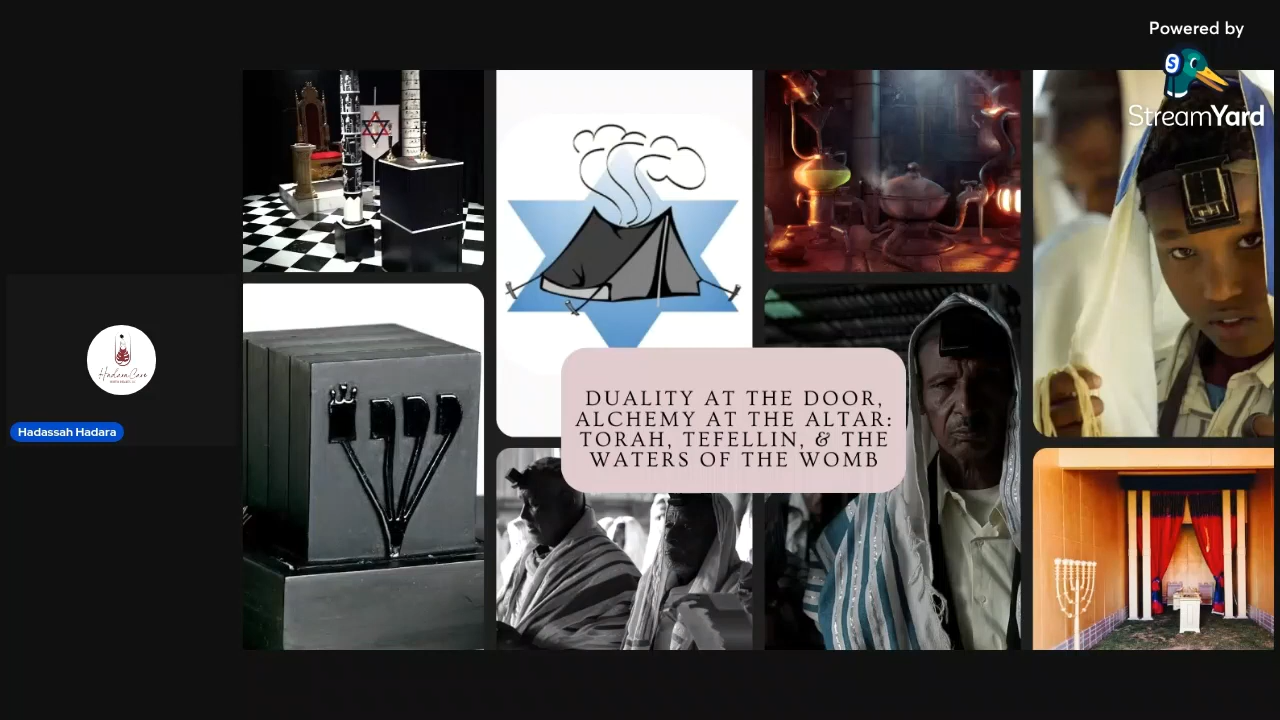 Powered by
S
StreamYard
DUALITY AT THE DOOR,
ALCHEMY AT THE ALTAR:
TORAH, TEFELLIN, & THE
WATERS OF THE WOMB
HadaraCare
Hadassah Hadara
ש